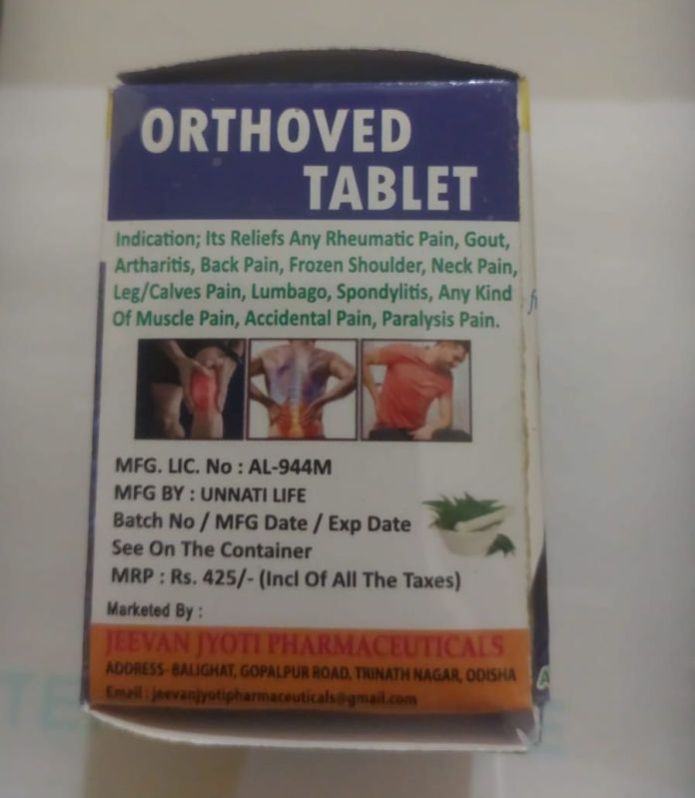 ORTHOVED
TABLET
Indication; Its Reliefs Any Rheumatic Pain, Gout,
Artharitis, Back Pain, Frozen Shoulder, Neck Pain,
Leg/Calves Pain, Lumbago, Spondylitis, Any Kind
Of Muscle Pain, Accidental Pain, Paralysis Pain.
MFG. LIC. No : AL-944M
MFG BY : UNNATI LIFE
Batch No / MFG Date / Exp Date
See On The Container
MRP : Rs. 425/- (Incl Of All The Taxes)
Marketed By :
JEEVAN JYOTI PHARMACEUTICALS
ADDRESS- BALIGHAT, GOPALPUR ROAD, TRINATH NAGAR, ODISHA
Email : jeevanjyotipharmaceuticals@gmail.com